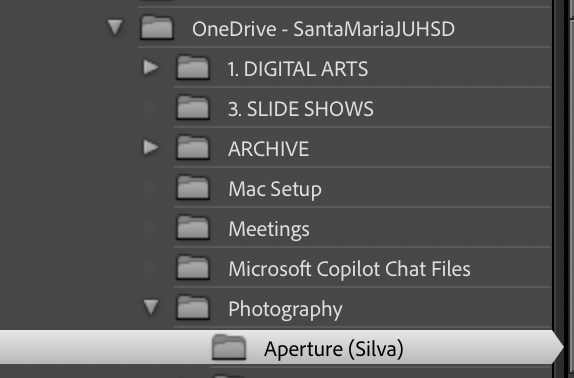 OneDrive - SantaMariaJUHSD
1. DIGITAL ARTS
3. SLIDE SHOWS
ARCHIVE
Mac Setup
Meetings
Microsoft Copilot Chat Files
Photography
Aperture (Silva)